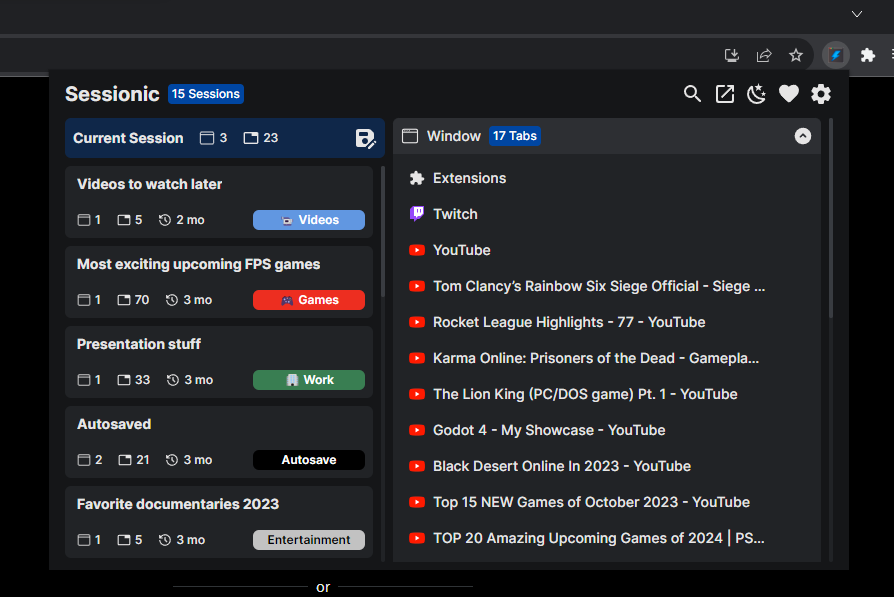 Sessionic 15 Sessions
Current Session 3 23
Videos to watch later
1 5 2 mo Videos
Most exciting upcoming FPS games
1 70 3 mo Games
Presentation stuff
1 33 3 mo Work
Autosaved
2 21 3 mo Autosave
Favorite documentaries 2023
1 5 3 mo Entertainment
Window 17 Tabs
Extensions
Twitch
YouTube
Tom Clancy’s Rainbow Six Siege Official - Siege ...
Rocket League Highlights - 77 - YouTube
Karma Online: Prisoners of the Dead - Gamepla...
The Lion King (PC/DOS game) Pt. 1 - YouTube
Godot 4 - My Showcase - YouTube
Black Desert Online In 2023 - YouTube
Top 15 NEW Games of October 2023 - YouTube
TOP 20 Amazing Upcoming Games of 2024 | PS...
or